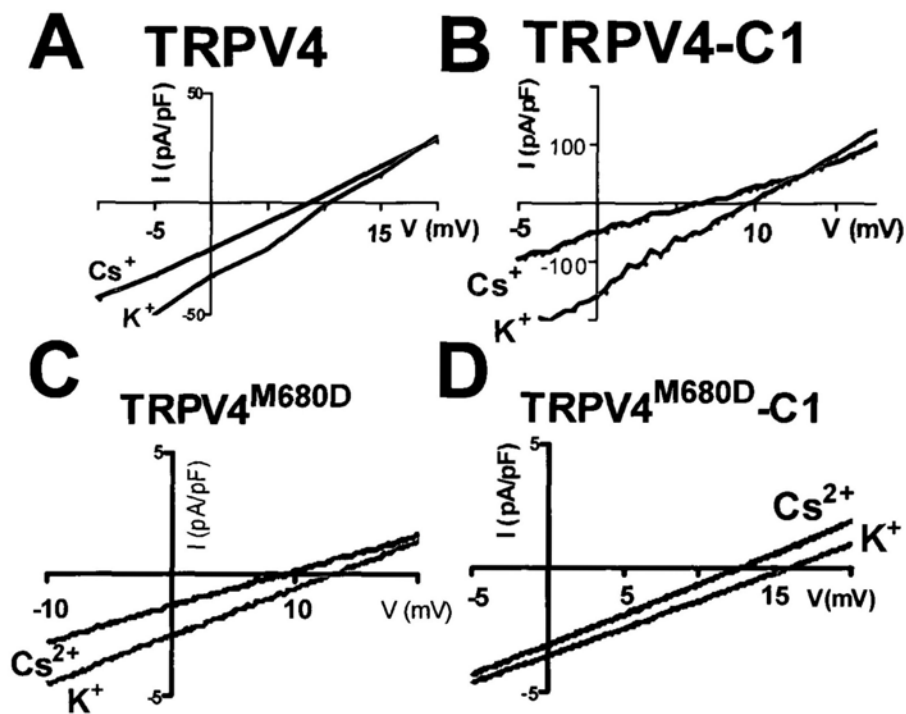 A TRPV4
50
I (pA/pF)
-5 15 V (mV)
Cs+
K+
-50
B TRPV4-C1
I (pA/pF)
100
-5 10 V (mV)
-100
Cs+
K+
C
TRPV4M680D
5
I (pA/pF)
-10 10
V (mV)
Cs2+
K+
-5
D
TRPV4M680D-C1
5
I (pA/pF)
Cs2+
K+
-5 5 15 V(mV)
-5